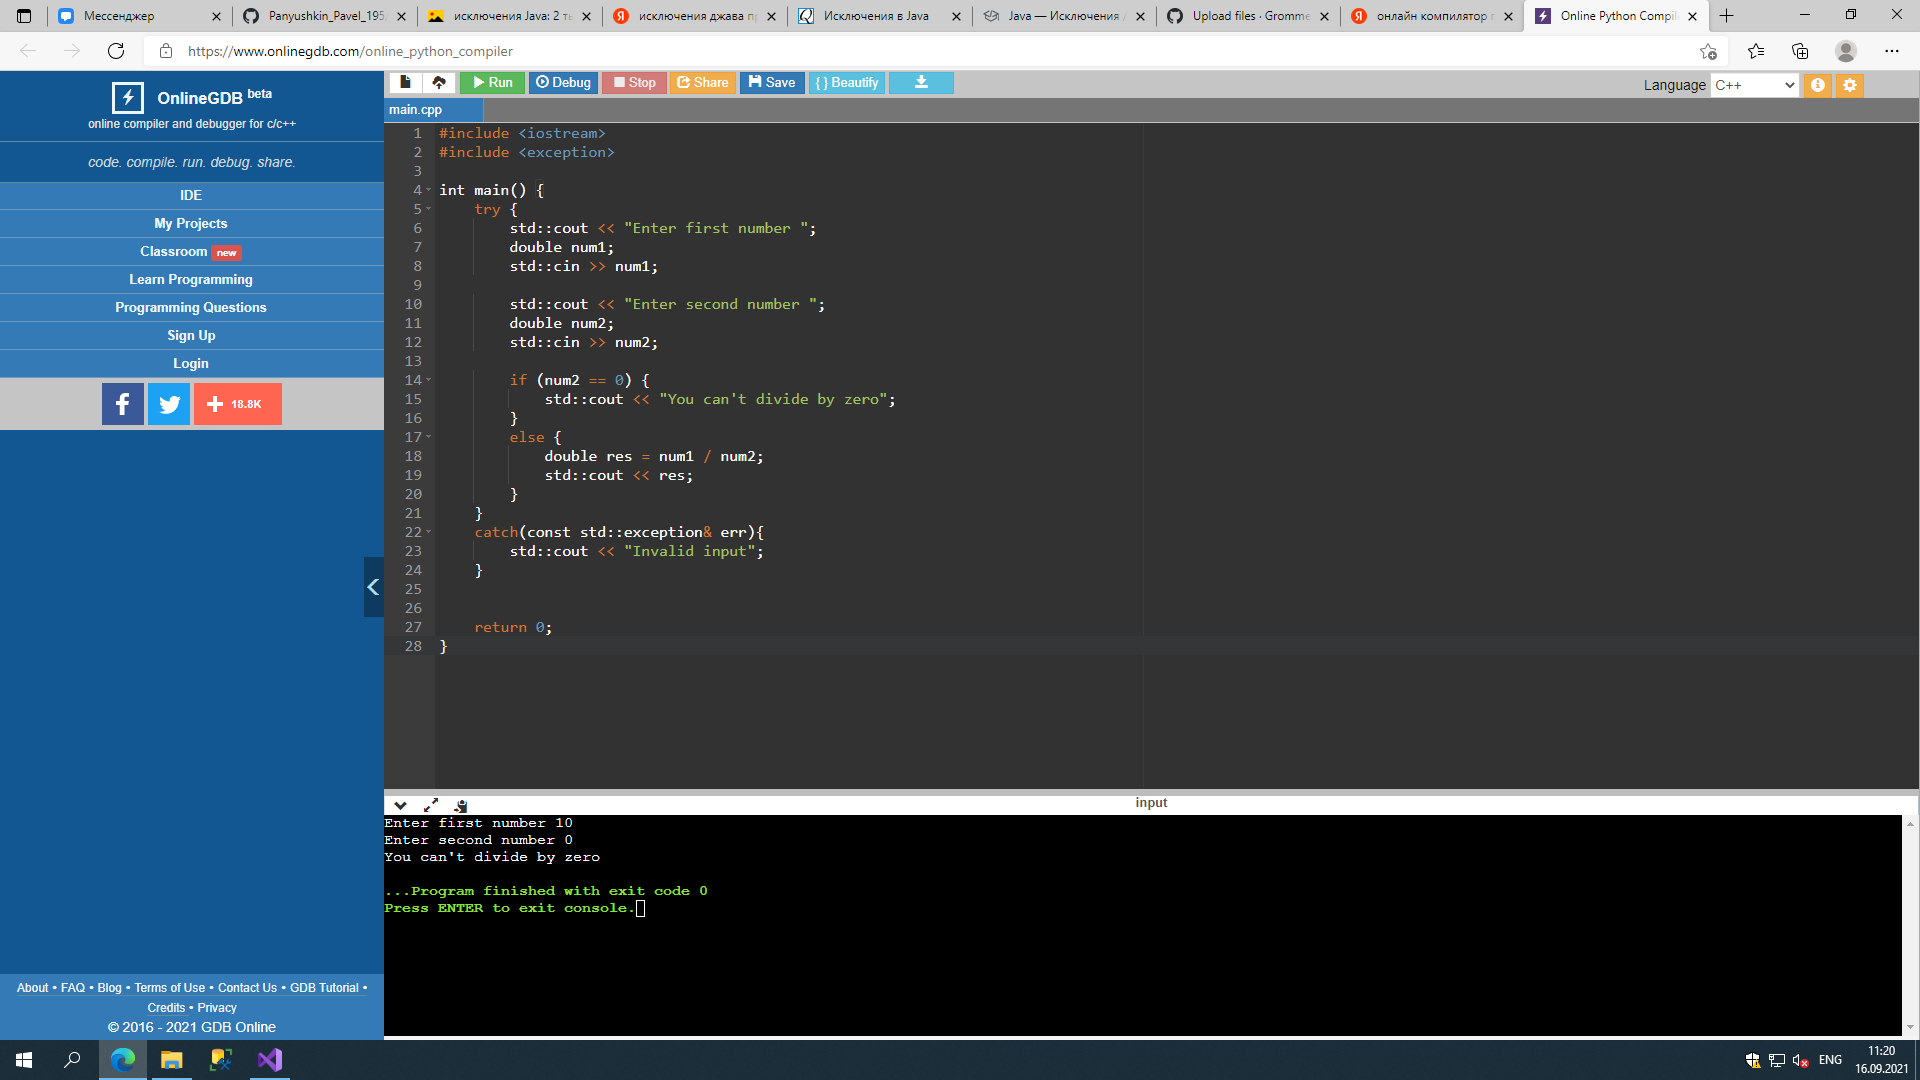 Мессенджер
Panyushkin_Pavel_195
исключения Java: 2 ть
исключения джава пр
Исключения в Java
Java — Исключения /
Upload files · Gromme
онлайн компилятор п
Online Python Compil
https://www.onlinegdb.com/online_python_compiler
OnlineGDB beta
online compiler and debugger for c/c++
code. compile. run. debug. share.
IDE
My Projects
Classroom new
Learn Programming
Programming Questions
Sign Up
Login
18.8K
About • FAQ • Blog • Terms of Use • Contact Us • GDB Tutorial •
Credits • Privacy
© 2016 - 2021 GDB Online
Run
Debug
Stop
Share
Save
{ } Beautify
Language C++
main.cpp
1 #include <iostream>
2 #include <exception>
3
4 int main() {
5 try {
6 std::cout << "Enter first number ";
7 double num1;
8 std::cin >> num1;
9
10 std::cout << "Enter second number ";
11 double num2;
12 std::cin >> num2;
13
14 if (num2 == 0) {
15 std::cout << "You can't divide by zero";
16 }
17 else {
18 double res = num1 / num2;
19 std::cout << res;
20 }
21 }
22 catch(const std::exception& err){
23 std::cout << "Invalid input";
24 }
25
26
27 return 0;
28 }
input
Enter first number 10
Enter second number 0
You can't divide by zero
...Program finished with exit code 0
Press ENTER to exit console.
ENG
11:20
16.09.2021